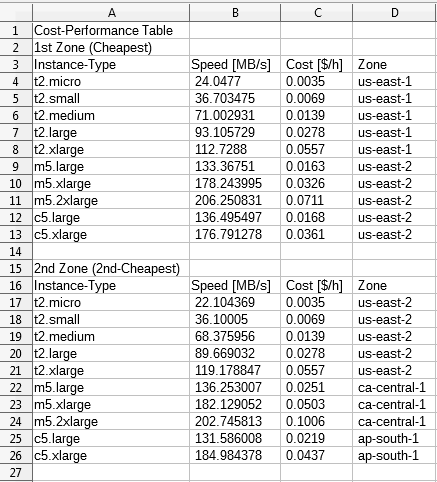 A B C D
1 Cost-Performance Table
2 1st Zone (Cheapest)
3 Instance-Type Speed [MB/s] Cost [$/h] Zone
4 t2.micro 24.0477 0.0035 us-east-1
5 t2.small 36.703475 0.0069 us-east-1
6 t2.medium 71.002931 0.0139 us-east-1
7 t2.large 93.105729 0.0278 us-east-1
8 t2.xlarge 112.7288 0.0557 us-east-1
9 m5.large 133.36751 0.0163 us-east-2
10 m5.xlarge 178.243995 0.0326 us-east-2
11 m5.2xlarge 206.250831 0.0711 us-east-2
12 c5.large 136.495497 0.0168 us-east-2
13 c5.xlarge 176.791278 0.0361 us-east-2
14
15 2nd Zone (2nd-Cheapest)
16 Instance-Type Speed [MB/s] Cost [$/h] Zone
17 t2.micro 22.104369 0.0035 us-east-2
18 t2.small 36.10005 0.0069 us-east-2
19 t2.medium 68.375956 0.0139 us-east-2
20 t2.large 89.669032 0.0278 us-east-2
21 t2.xlarge 119.178847 0.0557 us-east-2
22 m5.large 136.253007 0.0251 ca-central-1
23 m5.xlarge 182.129052 0.0503 ca-central-1
24 m5.2xlarge 202.745813 0.1006 ca-central-1
25 c5.large 131.586008 0.0219 ap-south-1
26 c5.xlarge 184.984378 0.0437 ap-south-1
27